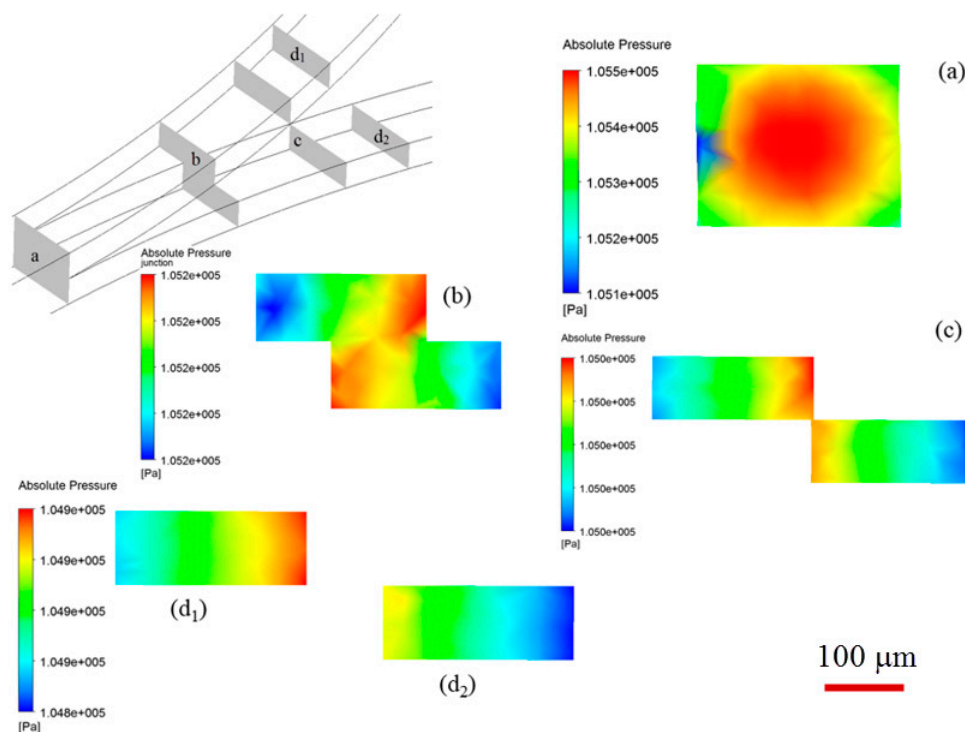 d1
b
c
d2
a
Absolute Pressure
1.055e+005
1.054e+005
1.053e+005
1.052e+005
1.051e+005
[Pa]
(a)
Absolute Pressure
junction
1.052e+005
1.052e+005
1.052e+005
1.052e+005
1.052e+005
[Pa]
(b)
(c)
Absolute Pressure
1.050e+005
1.050e+005
1.050e+005
1.050e+005
1.050e+005
[Pa]
Absolute Pressure
1.049e+005
1.049e+005
1.049e+005
1.049e+005
1.048e+005
[Pa]
(d1)
(d2)
100 μm